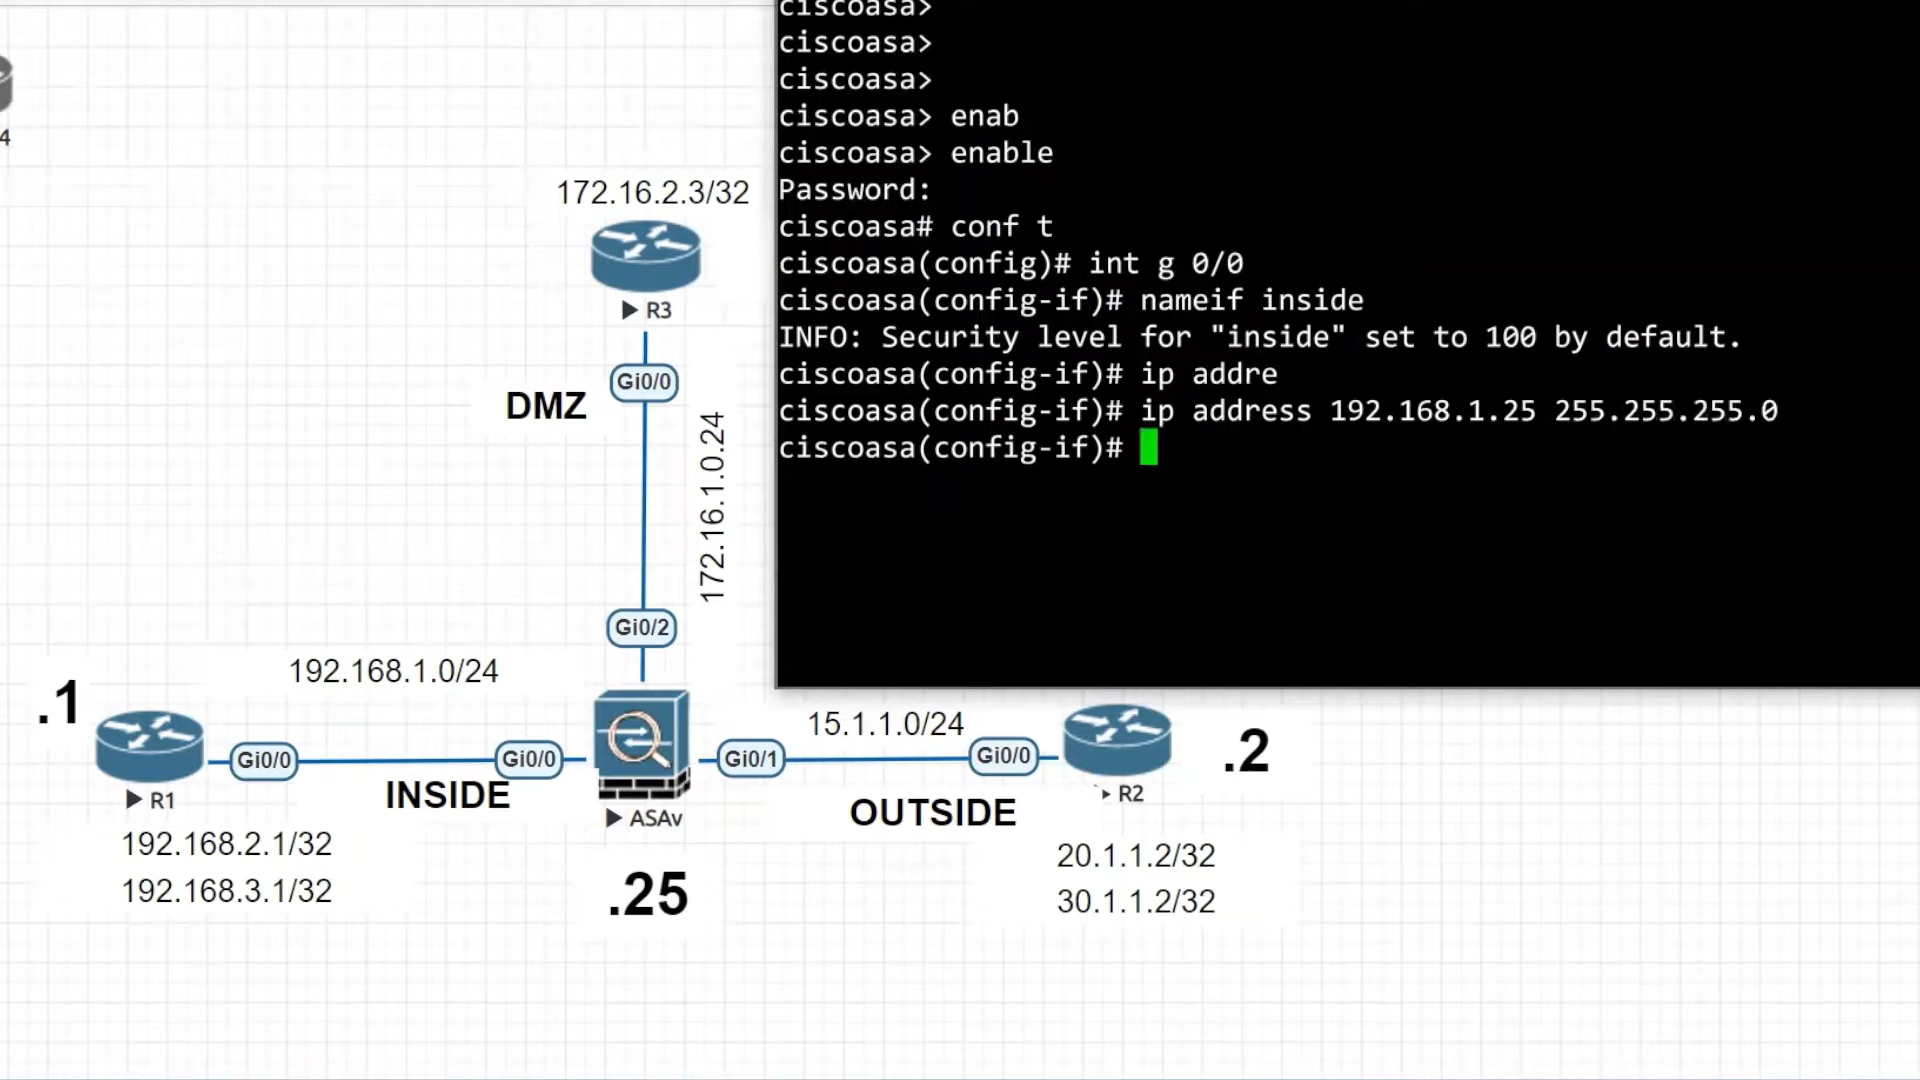 ciscoasa>
ciscoasa>
ciscoasa>
ciscoasa> enab
ciscoasa> enable
Password:
ciscoasa# conf t
ciscoasa(config)# int g 0/0
ciscoasa(config-if)# nameif inside
INFO: Security level for "inside" set to 100 by default.
ciscoasa(config-if)# ip addre
ciscoasa(config-if)# ip address 192.168.1.25 255.255.255.0
ciscoasa(config-if)#
4
172.16.2.3/32
R3
Gi0/0
DMZ
172.16.1.0.24
Gi0/2
192.168.1.0/24
.1
15.1.1.0/24
Gi0/0
Gi0/0
Gi0/1
Gi0/0
.2
INSIDE
R1
ASAv
OUTSIDE
R2
192.168.2.1/32
192.168.3.1/32
.25
20.1.1.2/32
30.1.1.2/32